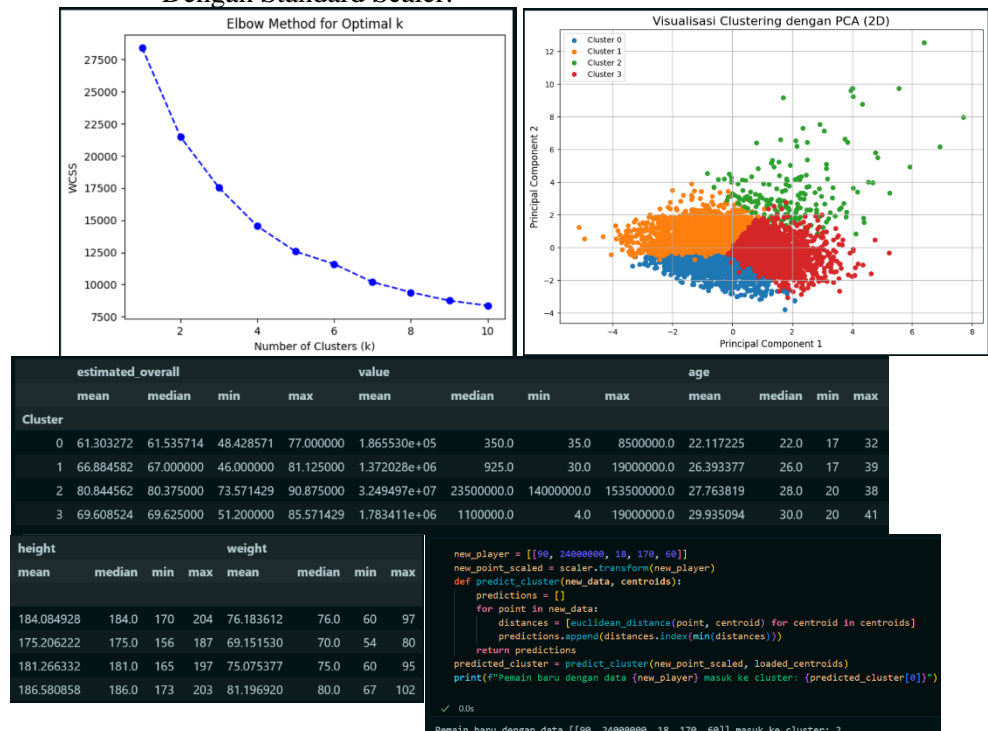 Dengan Standard Scaler:
Elbow Method for Optimal k
27500
25000
22500
20000
17500
15000
12500
10000
7500
WCSS
2 4 6 8 10
Number of Clusters (k)
Visualisasi Clustering dengan PCA (2D)
Cluster 0
Cluster 1
Cluster 2
Cluster 3
12
10
8
6
4
2
0
−2
−4
Principal Component 2
−4 −2 0 2 4 6 8
Principal Component 1
estimated_overall value age
mean median min max mean median min max mean median min max
Cluster
0 61.303272 61.535714 48.428571 77.000000 1.865530e+05 350.0 35.0 8500000.0 22.117225 22.0 17 32
1 66.884582 67.000000 46.000000 81.125000 1.372028e+06 925.0 30.0 19000000.0 26.393377 26.0 17 39
2 80.844562 80.375000 73.571429 90.875000 3.249497e+07 23500000.0 14000000.0 153500000.0 27.763819 28.0 20 38
3 69.608524 69.625000 51.200000 85.571429 1.783411e+06 1100000.0 4.0 19000000.0 29.935094 30.0 20 41
height weight
mean median min max mean median min max
184.084928 184.0 170 204 76.183612 76.0 60 97
175.206222 175.0 156 187 69.151530 70.0 54 80
181.266332 181.0 165 197 75.075377 75.0 60 95
186.580858 186.0 173 203 81.196920 80.0 67 102
new_player = [[90, 24000000, 18, 170, 60]]
new_point_scaled = scaler.transform(new_player)
def predict_cluster(new_data, centroids):
predictions = []
for point in new_data:
distances = [euclidean_distance(point, centroid) for centroid in centroids]
predictions.append(distances.index(min(distances)))
return predictions
predicted_cluster = predict_cluster(new_point_scaled, loaded_centroids)
print(f"Pemain baru dengan data {new_player} masuk ke cluster: {predicted_cluster[0]}")
✓ 0.0s
Pemain baru dengan data [[90, 24000000, 18, 170, 60]] masuk ke cluster: 2